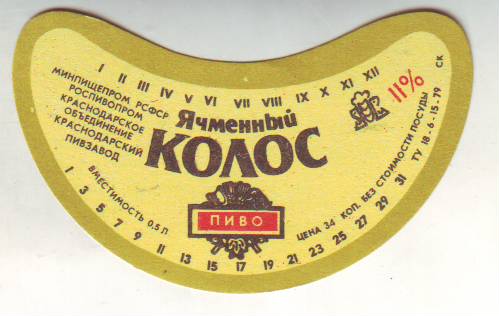 I II III IV V VI VII VIII IX X XI XII
МИНПИЩЕПРОМ РСФСР
РОСПИВОПРОМ
КРАСНОДАРСКОЕ
ОБЪЕДИНЕНИЕ
КРАСНОДАРСКИЙ
ПИВЗАВОД
11%
Ячменный
КОЛОС
ПИВО
ВМЕСТИМОСТЬ 0,5 Л
ЦЕНА 34 КОП. БЕЗ СТОИМОСТИ ПОСУДЫ
ТУ 18-6-15-79 СК
1 3 5 7 9 11 13 15 17 19 21 23 25 27 29 31